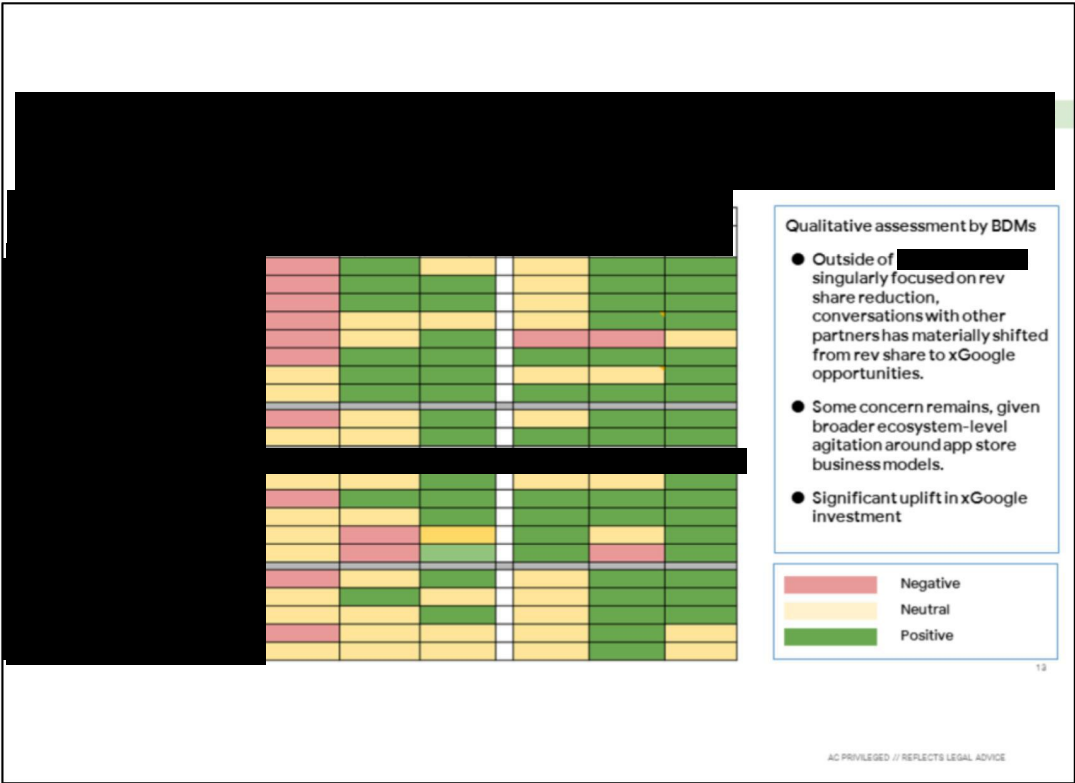 Qualitative assessment by BDMs
● Outside of
singularly focused on rev
share reduction,
conversations with other
partners has materially shifted
from rev share to xGoogle
opportunities.
● Some concern remains, given
broader ecosystem-level
agitation around app store
business models.
● Significant uplift in xGoogle
investment
Negative
Neutral
Positive
13
AC PRIVILEGED // REFLECTS LEGAL ADVICE